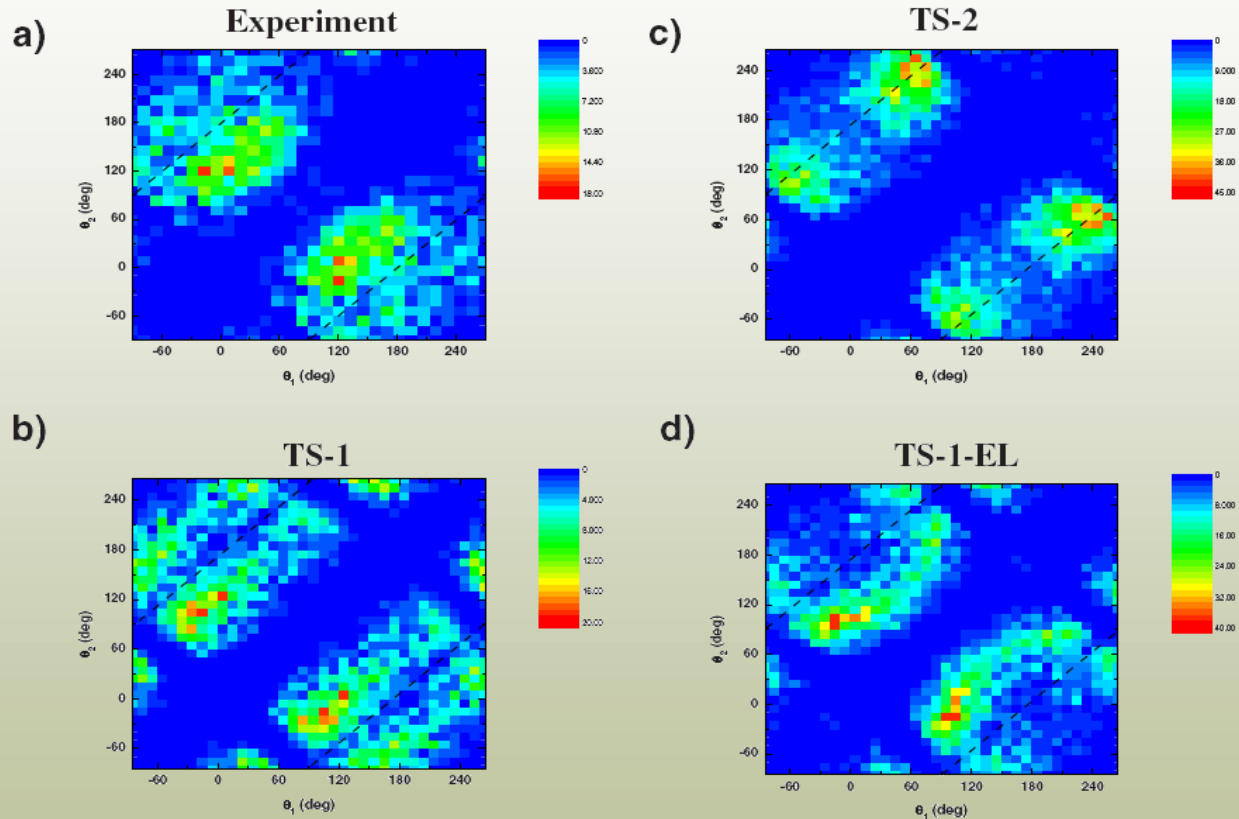 a)
Experiment
240
180
120
60
0
-60
θ₂ (deg)
-60 0 60 120 180 240
θ₁ (deg)
0
3.600
7.200
10.80
14.40
18.00
c)
TS-2
240
180
120
60
0
-60
θ₂ (deg)
-60 0 60 120 180 240
θ₁ (deg)
0
9.000
18.00
27.00
36.00
45.00
b)
TS-1
240
180
120
60
0
-60
θ₂ (deg)
-60 0 60 120 180 240
θ₁ (deg)
0
4.000
8.000
12.00
16.00
20.00
d)
TS-1-EL
240
180
120
60
0
-60
θ₂ (deg)
-60 0 60 120 180 240
θ₁ (deg)
0
8.000
16.00
24.00
32.00
40.00